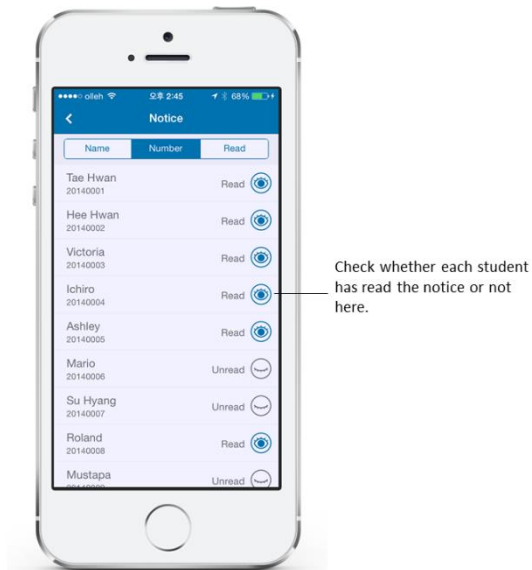 olleh 오후 2:45 68%
Notice
Name Number Read
Tae Hwan
20140001
Read
Hee Hwan
20140002
Read
Victoria
20140003
Read
Ichiro
20140004
Read
Ashley
20140005
Read
Mario
20140006
Unread
Su Hyang
20140007
Unread
Roland
20140008
Read
Mustapa
Unread
Check whether each student
has read the notice or not
here.